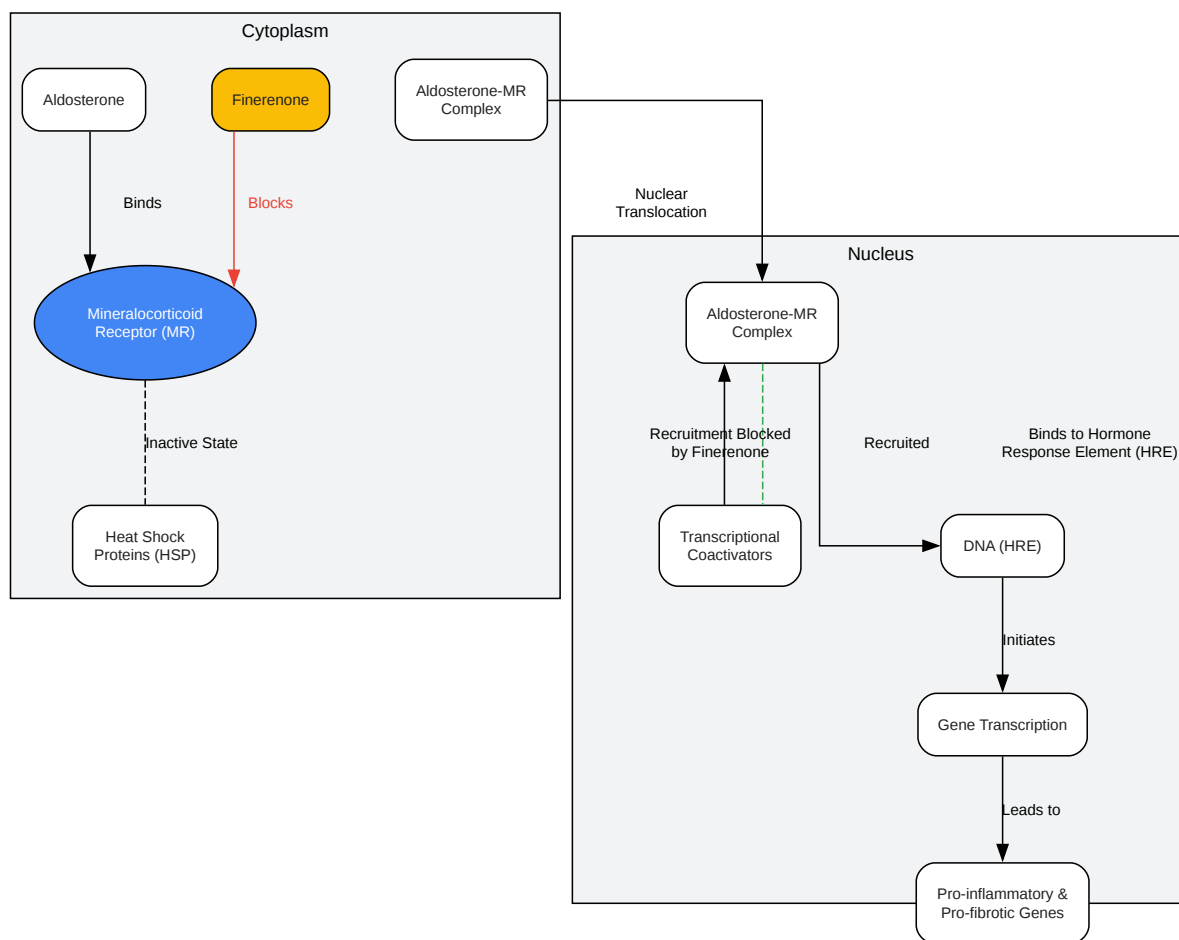 Cytoplasm
Aldosterone
Finerenone
Aldosterone-MR
Complex
Binds
Blocks
Nuclear
Translocation
Mineralocorticoid
Receptor (MR)
Inactive State
Heat Shock
Proteins (HSP)
Nucleus
Aldosterone-MR
Complex
Recruitment Blocked
by Finerenone
Recruited
Binds to Hormone
Response Element (HRE)
Transcriptional
Coactivators
DNA (HRE)
Initiates
Gene Transcription
Leads to
Pro-inflammatory &
Pro-fibrotic Genes